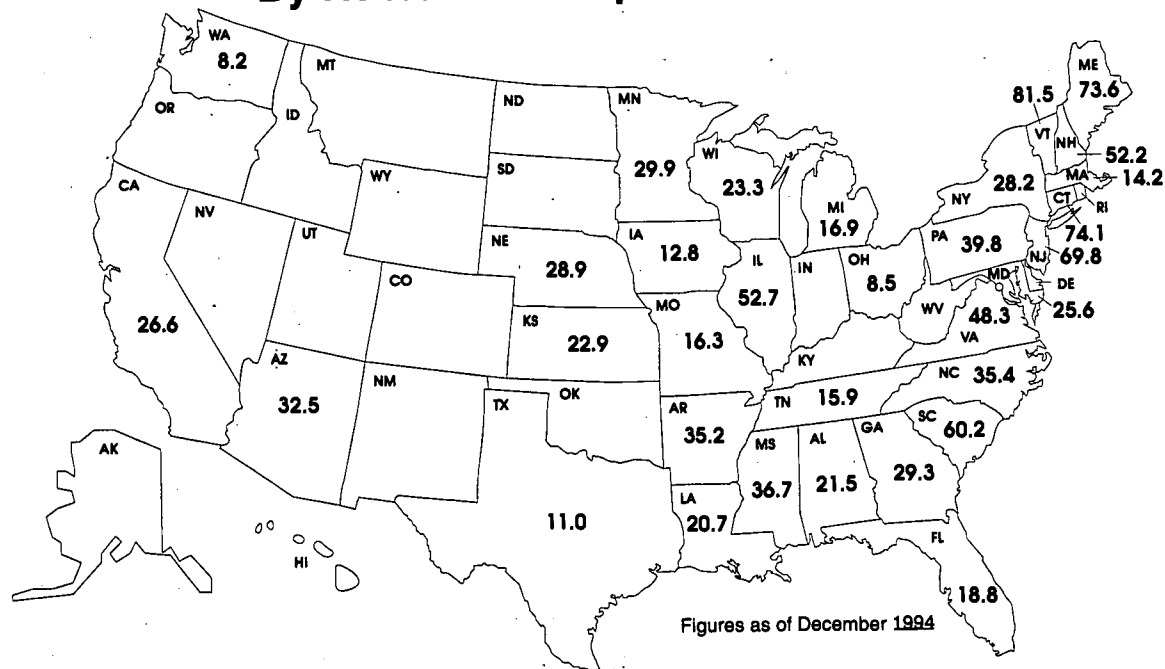 WA
8.2
MT
OR
ID
ND
MN
29.9
SD
WI
23.3
WY
MI
16.9
ME
73.6
81.5
VT
NH
52.2
MA
14.2
28.2
NY
CT
RI
74.1
CA
NV
UT
NE
28.9
IA
12.8
PA
39.8
NJ
69.8
IL
52.7
IN
OH
8.5
MD
DE
25.6
CO
26.6
KS
22.9
MO
16.3
WV
48.3
VA
KY
AZ
32.5
NM
TX
OK
AR
35.2
TN
15.9
NC
35.4
SC
60.2
AK
MS
36.7
AL
21.5
GA
29.3
LA
20.7
11.0
HI
FL
18.8
Figures as of December 1994